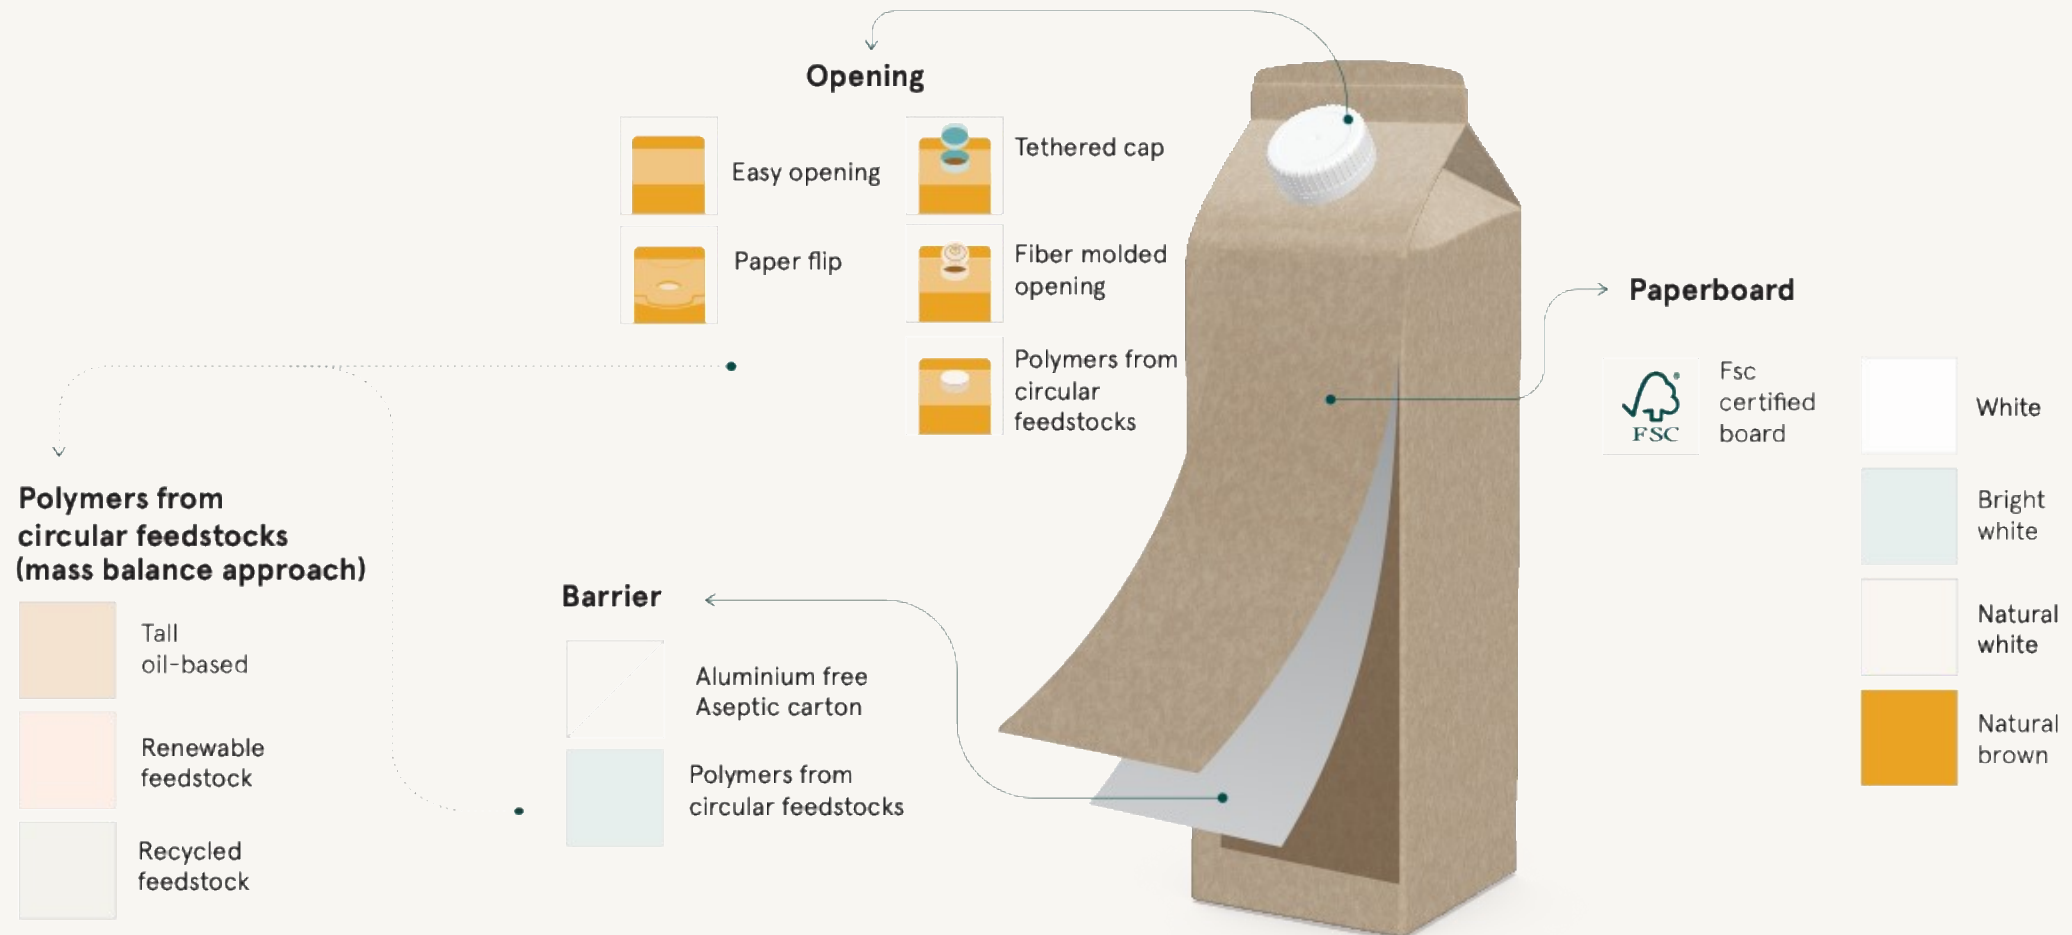 Opening
Easy opening
Paper flip
Tethered cap
Fiber molded
opening
Polymers from
circular
feedstocks
Paperboard
FSC
Fsc
certified
board
White
Bright
white
Natural
white
Natural
brown
Polymers from
circular feedstocks
(mass balance approach)
Tall
oil-based
Renewable
feedstock
Recycled
feedstock
Barrier
Aluminium free
Aseptic carton
Polymers from
circular feedstocks